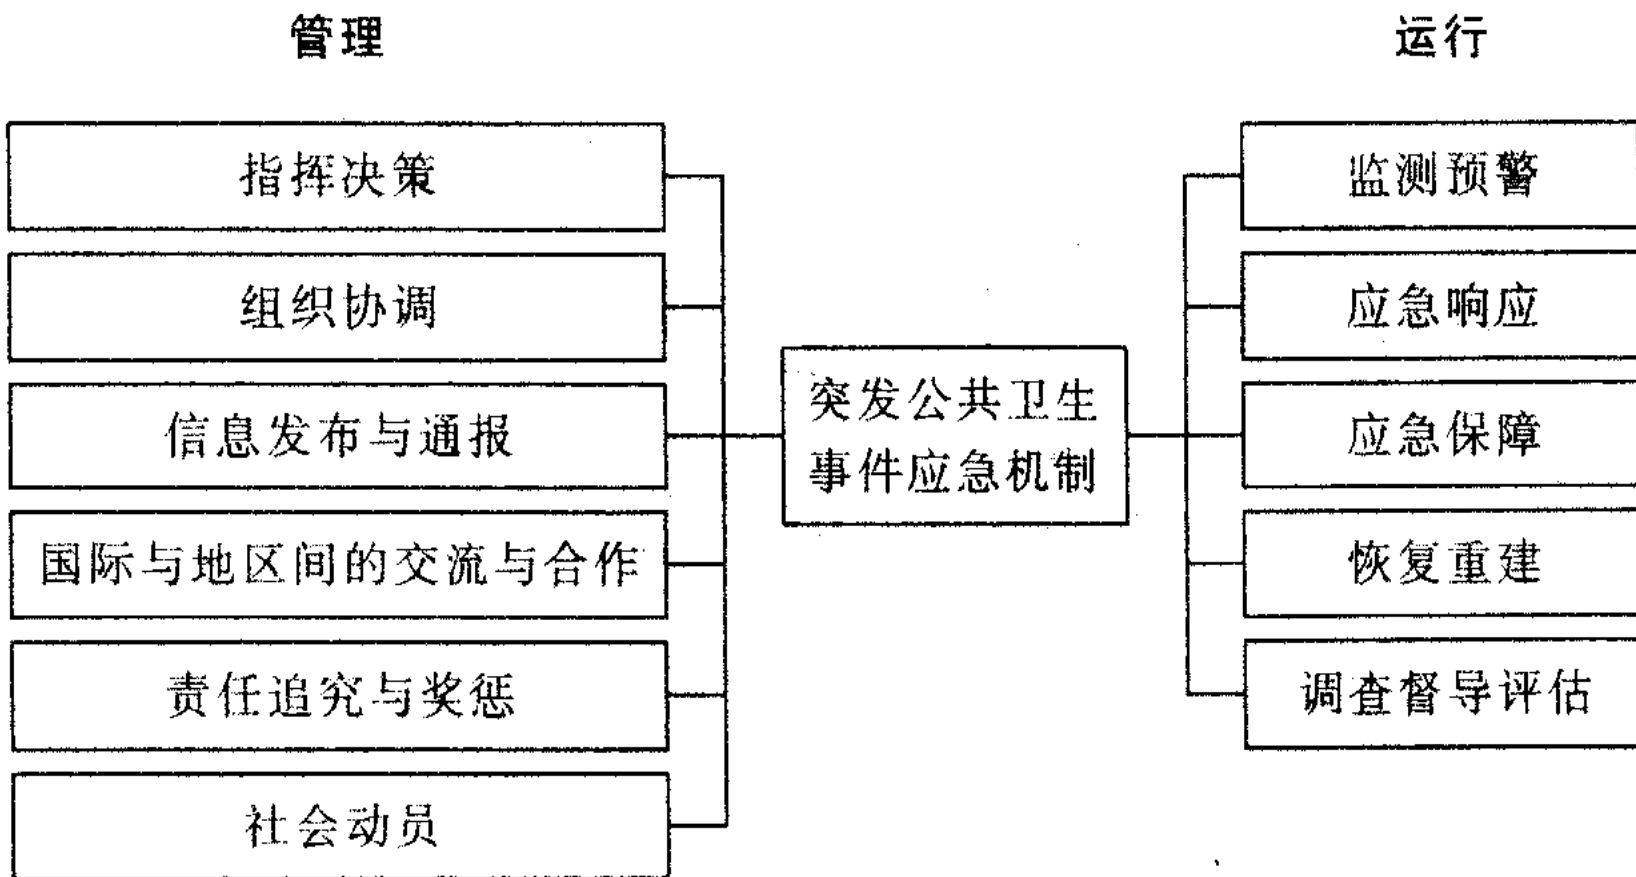 管理
运行
指挥决策
组织协调
信息发布与通报
国际与地区间的交流与合作
责任追究与奖惩
社会动员
突发公共卫生
事件应急机制
监测预警
应急响应
应急保障
恢复重建
调查督导评估